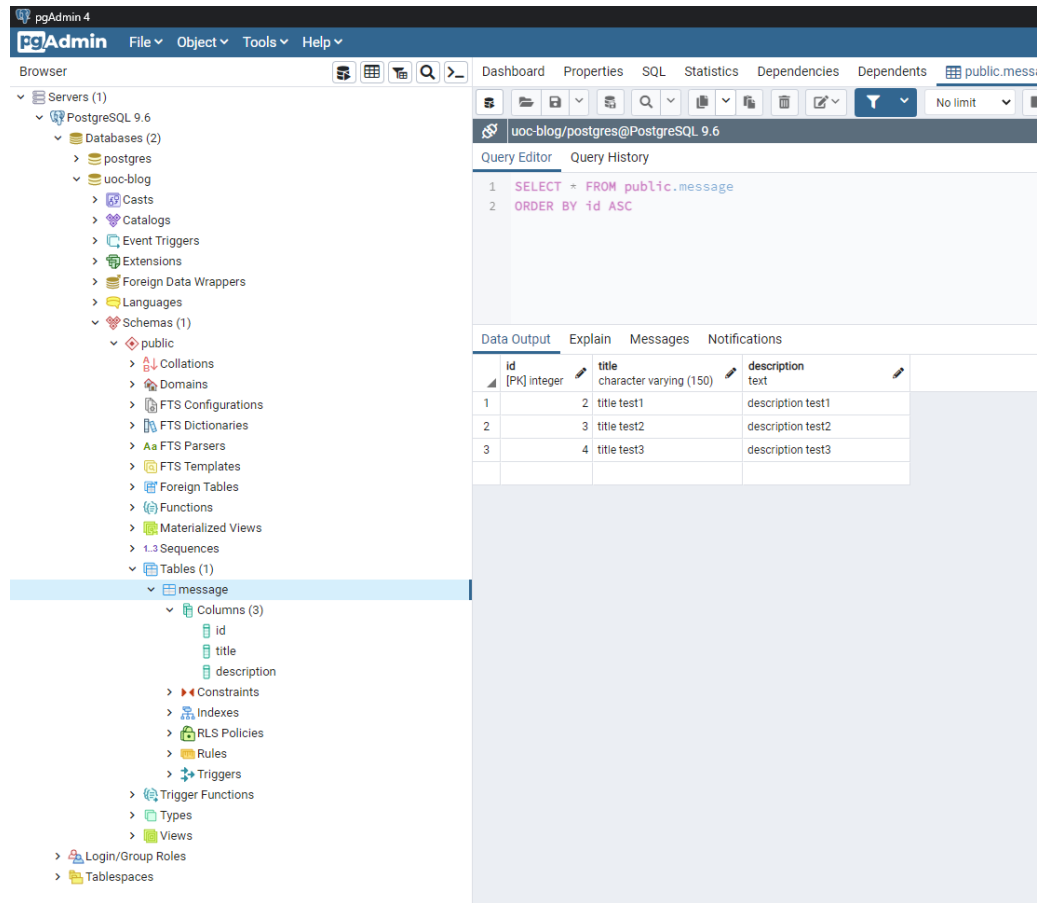 pgAdmin 4
pgAdmin File Object Tools Help
Browser
Servers (1)
PostgreSQL 9.6
Databases (2)
postgres
uoc-blog
Casts
Catalogs
Event Triggers
Extensions
Foreign Data Wrappers
Languages
Schemas (1)
public
Collations
Domains
FTS Configurations
FTS Dictionaries
Aa FTS Parsers
FTS Templates
Foreign Tables
Functions
Materialized Views
1..3 Sequences
Tables (1)
message
Columns (3)
id
title
description
Constraints
Indexes
RLS Policies
Rules
Triggers
Trigger Functions
Types
Views
Login/Group Roles
Tablespaces
Dashboard Properties SQL Statistics Dependencies Dependents public.messa
No limit
uoc-blog/postgres@PostgreSQL 9.6
Query Editor Query History
1 SELECT * FROM public.message
2 ORDER BY id ASC
Data Output Explain Messages Notifications
id title description
[PK] integer character varying (150) text
1 2 title test1 description test1
2 3 title test2 description test2
3 4 title test3 description test3